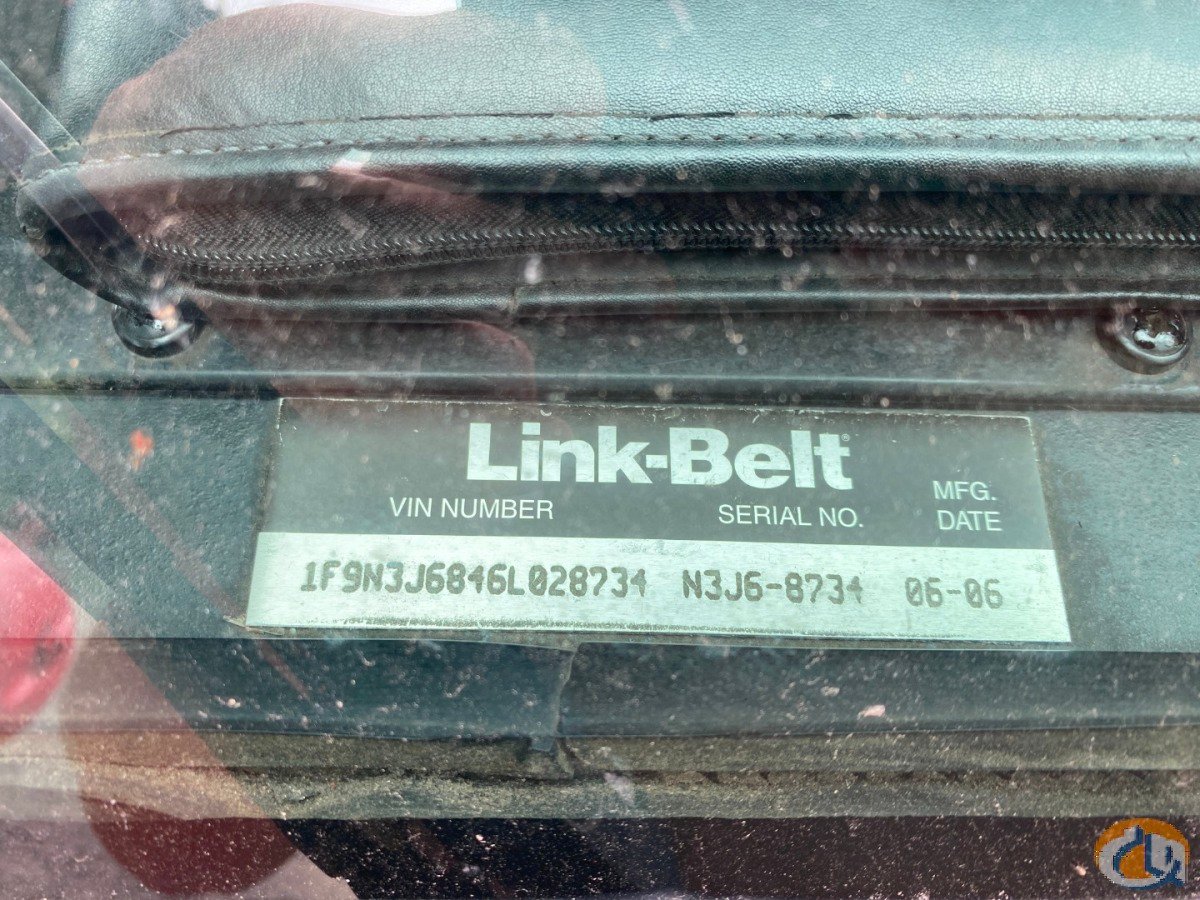 Link-Belt®
VIN NUMBER SERIAL NO. MFG. DATE
1F9N3J6846L028734 N3J6-8734 06-06